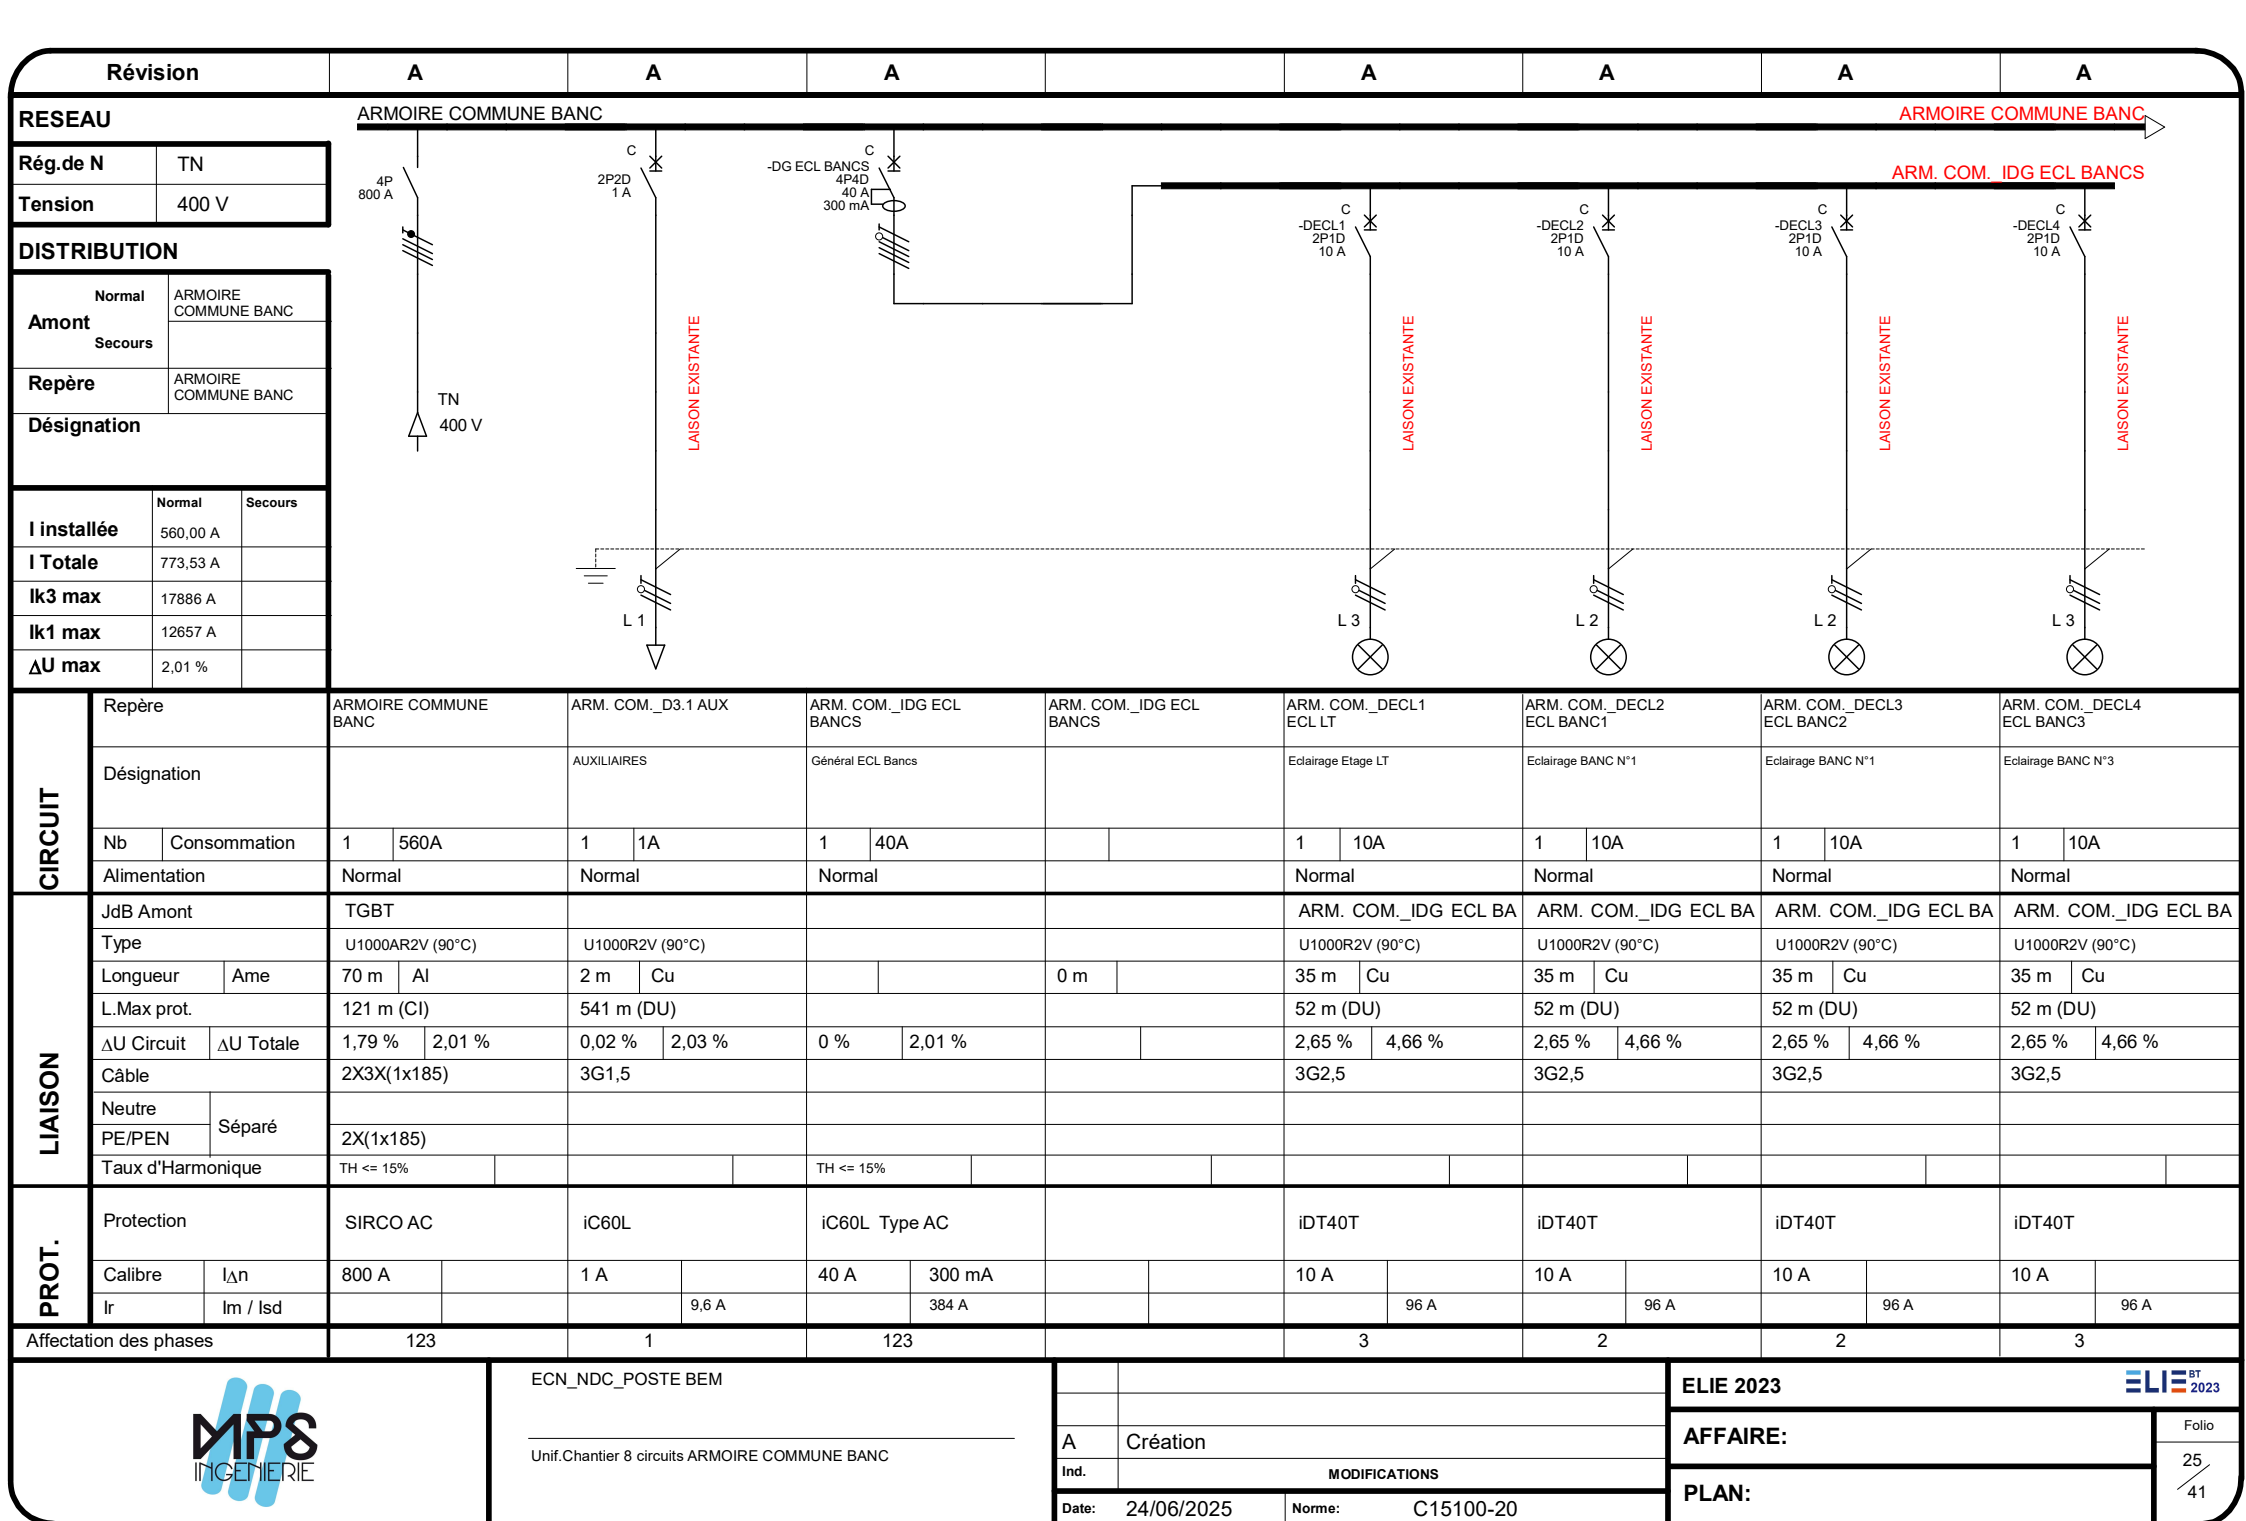 Révision A A A A A A A
RESEAU
Rég.de N TN
Tension 400 V
DISTRIBUTION
Amont Normal ARMOIRE
COMMUNE BANC
Secours
Repère ARMOIRE
COMMUNE BANC
Désignation
Normal Secours
I installée 560,00 A
I Totale 773,53 A
Ik3 max 17886 A
Ik1 max 12657 A
ΔU max 2,01 %
ARMOIRE COMMUNE BANC
ARMOIRE COMMUNE BANC
ARM. COM._IDG ECL BANCS
4P
800 A
TN
400 V
C
2P2D
1 A
LAISON EXISTANTE
L 1
C
-DG ECL BANCS
4P4D
40 A
300 mA
C
-DECL1
2P1D
10 A
LAISON EXISTANTE
L 3
C
-DECL2
2P1D
10 A
LAISON EXISTANTE
L 2
C
-DECL3
2P1D
10 A
LAISON EXISTANTE
L 2
C
-DECL4
2P1D
10 A
LAISON EXISTANTE
L 3
CIRCUIT
Repère ARMOIRE COMMUNE BANC ARM. COM._D3.1 AUX ARM. COM._IDG ECL BANCS ARM. COM._IDG ECL BANCS ARM. COM._DECL1 ECL LT ARM. COM._DECL2 ECL BANC1 ARM. COM._DECL3 ECL BANC2 ARM. COM._DECL4 ECL BANC3
Désignation AUXILIAIRES Général ECL Bancs Eclairage Etage LT Eclairage BANC N°1 Eclairage BANC N°1 Eclairage BANC N°3
Nb Consommation 1 560A 1 1A 1 40A 1 10A 1 10A 1 10A 1 10A
Alimentation Normal Normal Normal Normal Normal Normal Normal
LIAISON
JdB Amont TGBT ARM. COM._IDG ECL BA ARM. COM._IDG ECL BA ARM. COM._IDG ECL BA ARM. COM._IDG ECL BA
Type U1000AR2V (90°C) U1000R2V (90°C) U1000R2V (90°C) U1000R2V (90°C) U1000R2V (90°C) U1000R2V (90°C)
Longueur Ame 70 m Al 2 m Cu 0 m 35 m Cu 35 m Cu 35 m Cu 35 m Cu
L.Max prot. 121 m (CI) 541 m (DU) 52 m (DU) 52 m (DU) 52 m (DU) 52 m (DU)
ΔU Circuit ΔU Totale 1,79 % 2,01 % 0,02 % 2,03 % 0 % 2,01 % 2,65 % 4,66 % 2,65 % 4,66 % 2,65 % 4,66 % 2,65 % 4,66 %
Câble 2X3X(1x185) 3G1,5 3G2,5 3G2,5 3G2,5 3G2,5
Neutre Séparé
PE/PEN 2X(1x185)
Taux d'Harmonique TH <= 15% TH <= 15%
PROT.
Protection SIRCO AC iC60L iC60L Type AC iDT40T iDT40T iDT40T iDT40T
Calibre IΔn 800 A 1 A 40 A 300 mA 10 A 10 A 10 A 10 A
Ir Im / Isd 9,6 A 384 A 96 A 96 A 96 A 96 A
Affectation des phases 123 1 123 3 2 2 3
MPS
INGENIERIE
ECN_NDC_POSTE BEM
Unif.Chantier 8 circuits ARMOIRE COMMUNE BANC
A Création
Ind. MODIFICATIONS
Date: 24/06/2025 Norme: C15100-20
ELIE 2023
ELIE BT 2023
AFFAIRE:
PLAN:
Folio
25
41